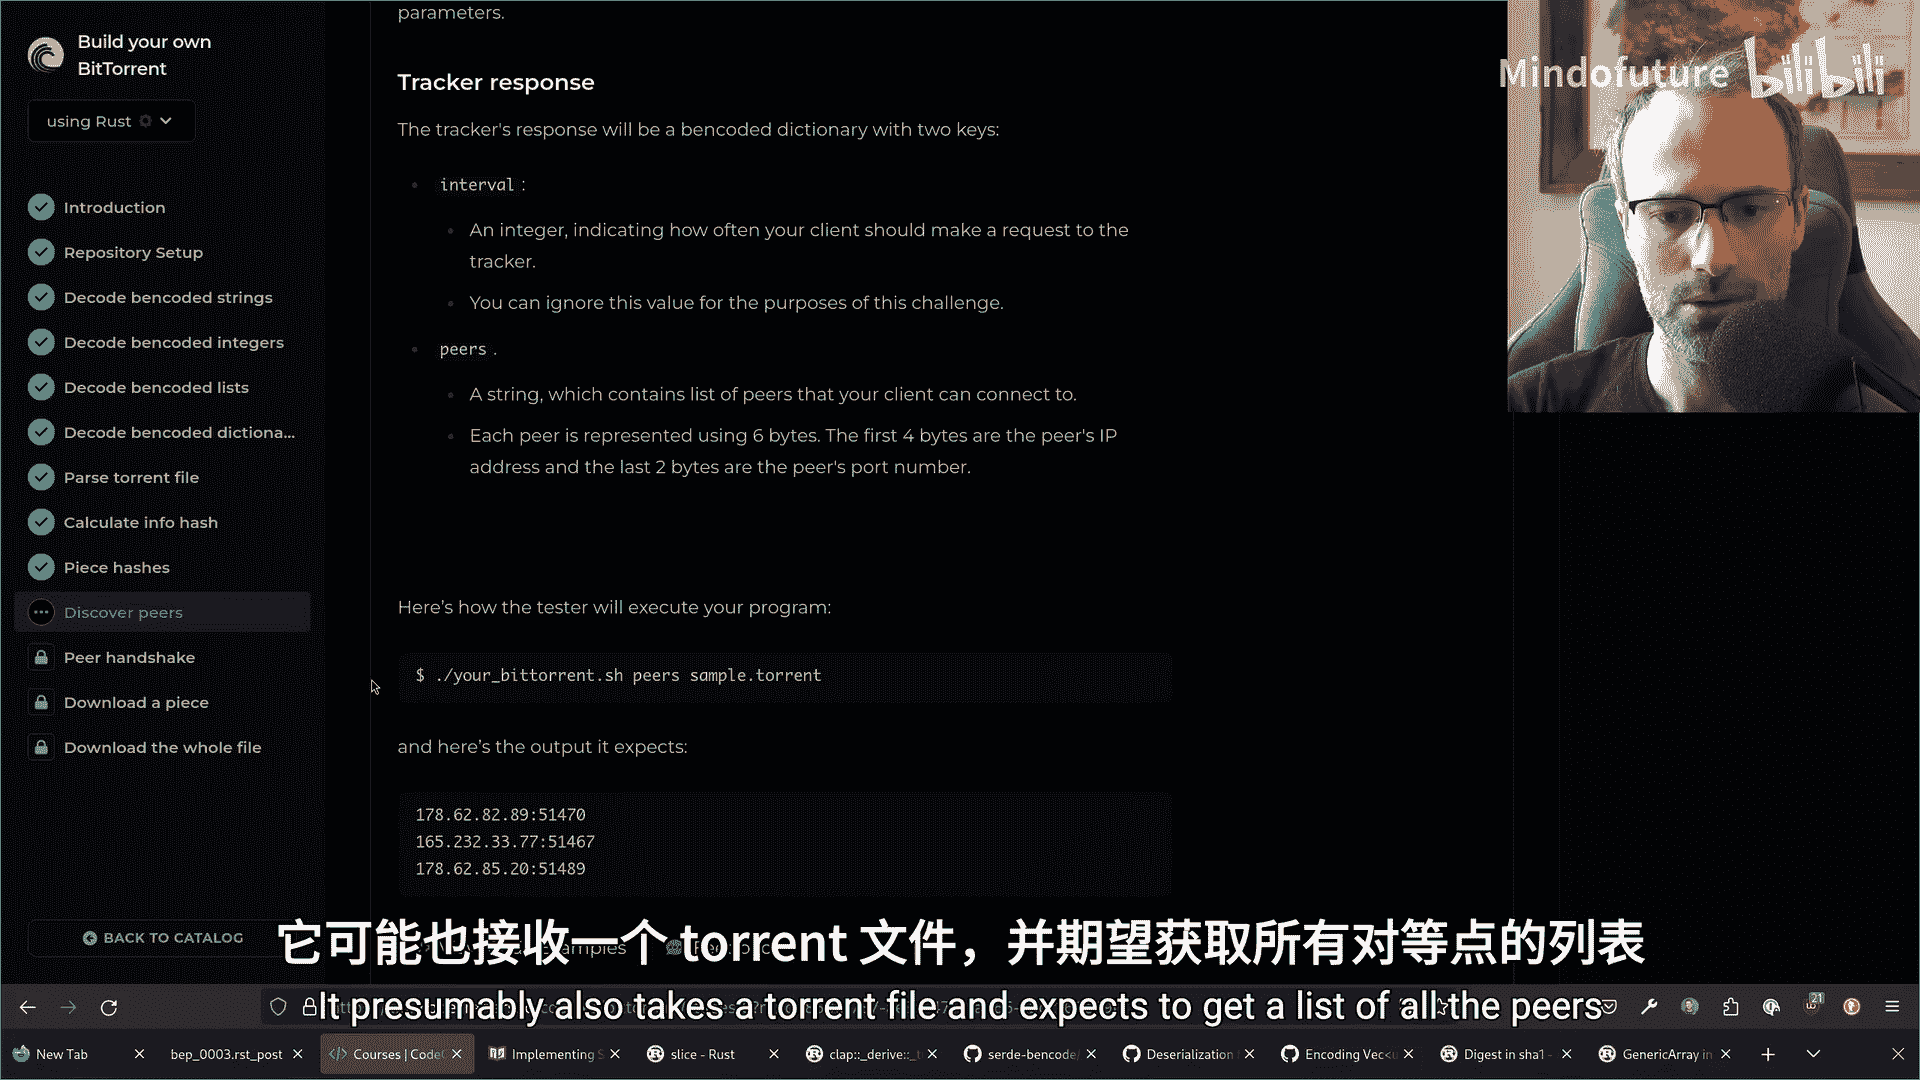 Build your own
BitTorrent
using Rust
Introduction
Repository Setup
Decode bencoded strings
Decode bencoded integers
Decode bencoded lists
Decode bencoded dictiona...
Parse torrent file
Calculate info hash
Piece hashes
Discover peers
Peer handshake
Download a piece
Download the whole file
BACK TO CATALOG
parameters.
Tracker response
The tracker's response will be a bencoded dictionary with two keys:
interval :
An integer, indicating how often your client should make a request to the
tracker.
You can ignore this value for the purposes of this challenge.
peers .
A string, which contains list of peers that your client can connect to.
Each peer is represented using 6 bytes. The first 4 bytes are the peer's IP
address and the last 2 bytes are the peer's port number.
Here's how the tester will execute your program:
$ ./your_bittorrent.sh peers sample.torrent
and here's the output it expects:
178.62.82.89:51470
165.232.33.77:51467
178.62.85.20:51489
Mindofuture bilibili
它可能也接收一个 torrent 文件，并期望获取所有对等点的列表
It presumably also takes a torrent file and expects to get a list of all the peers
21
New Tab
bep_0003.rst_post
Courses | Code
Implementing
slice - Rust
clap::_derive::_
serde-bencode
Deserialization
Encoding Vec<
Digest in sha1 -
GenericArray in